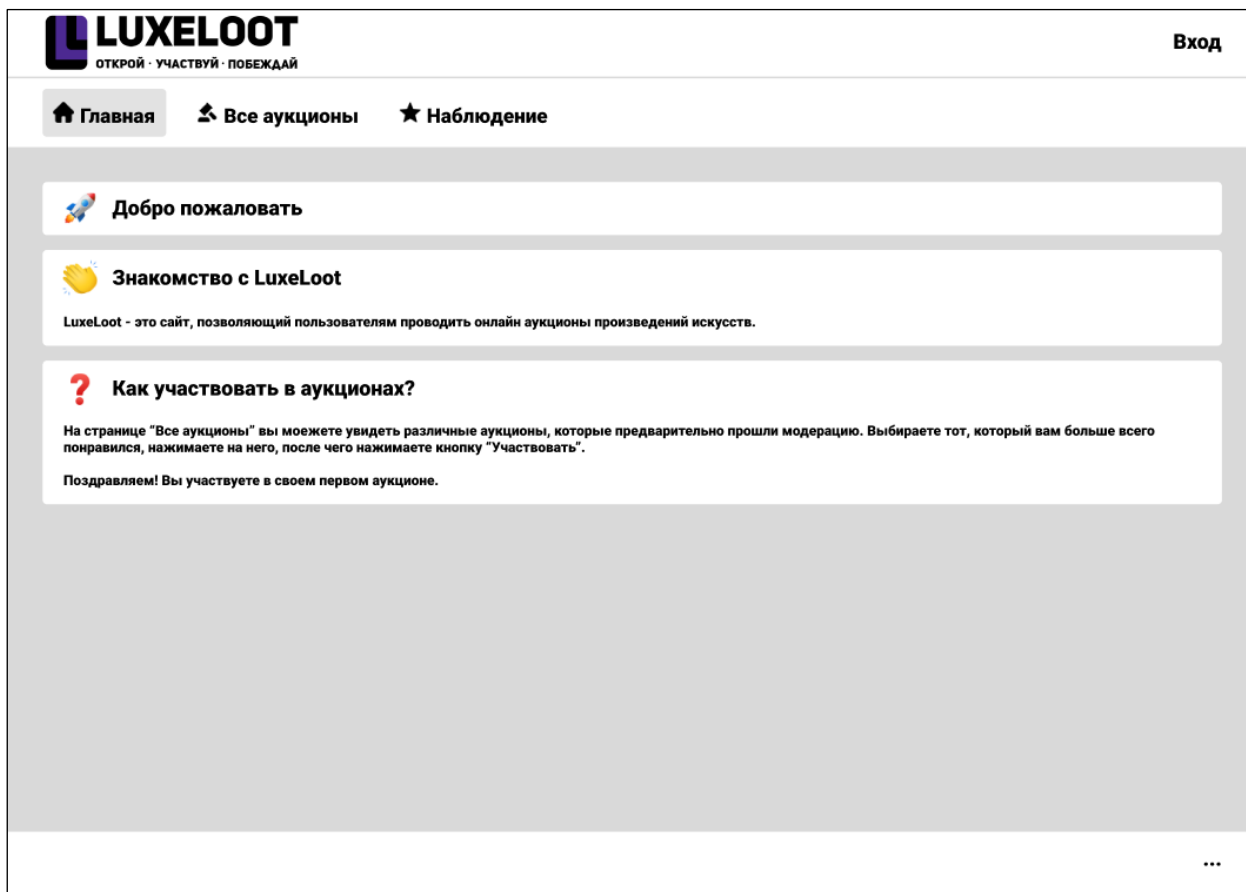 LUXELOOT
ОТКРОЙ · УЧАСТВУЙ · ПОБЕЖДАЙ
Вход
Главная
Все аукционы
Наблюдение
Добро пожаловать
Знакомство с LuxeLoot
LuxeLoot - это сайт, позволяющий пользователям проводить онлайн аукционы произведений искусств.
Как участвовать в аукционах?
На странице "Все аукционы" вы моежете увидеть различные аукционы, которые предварительно прошли модерацию. Выбираете тот, который вам больше всего
понравился, нажимаете на него, после чего нажимаете кнопку "Участвовать".
Поздравляем! Вы участвуете в своем первом аукционе.
...